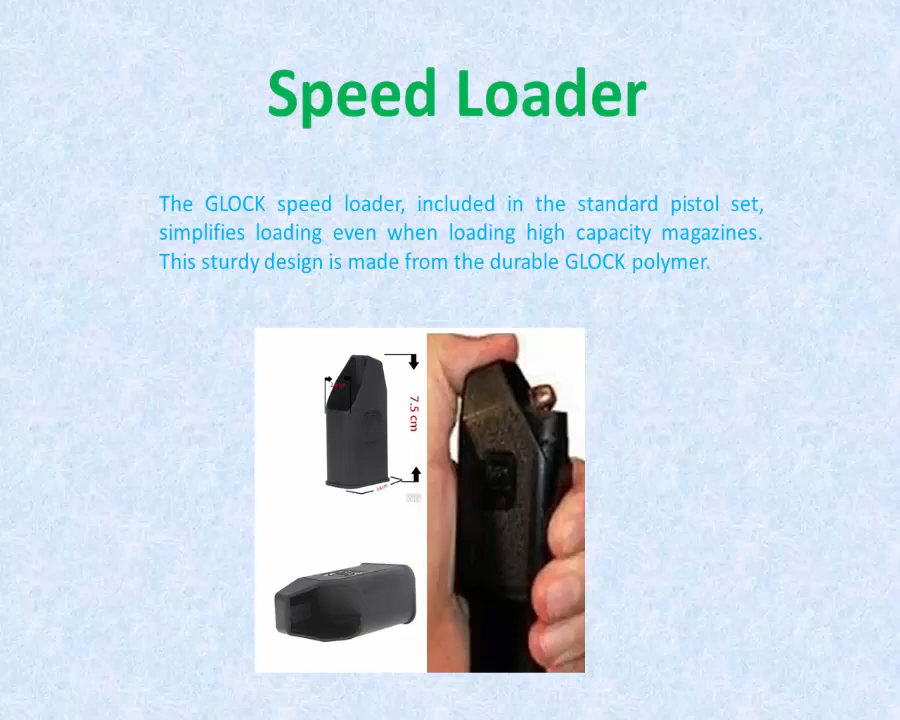 Speed Loader
The GLOCK speed loader, included in the standard pistol set,
simplifies loading even when loading high capacity magazines.
This sturdy design is made from the durable GLOCK polymer.
7.5 cm